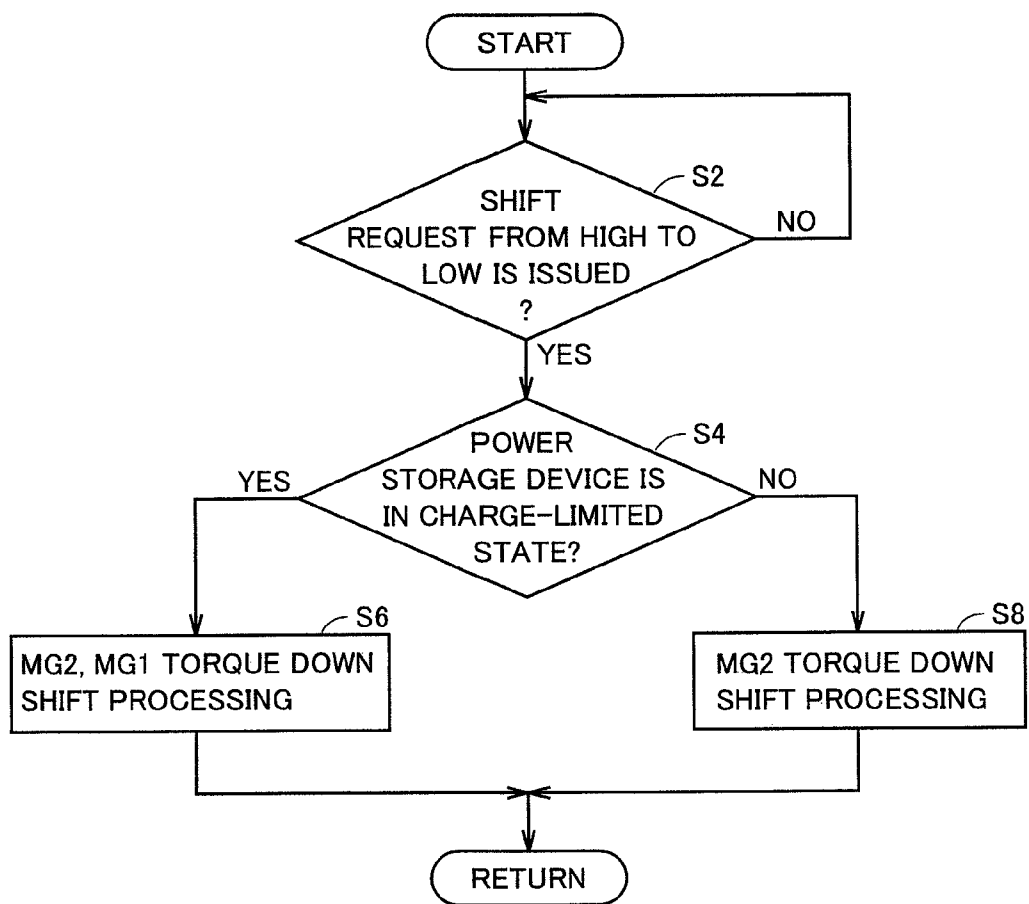 START
S2
SHIFT
REQUEST FROM HIGH TO
LOW IS ISSUED
?
NO
YES
S4
POWER
STORAGE DEVICE IS
IN CHARGE-LIMITED
STATE?
YES
NO
S6
MG2, MG1 TORQUE DOWN
SHIFT PROCESSING
S8
MG2 TORQUE DOWN
SHIFT PROCESSING
RETURN